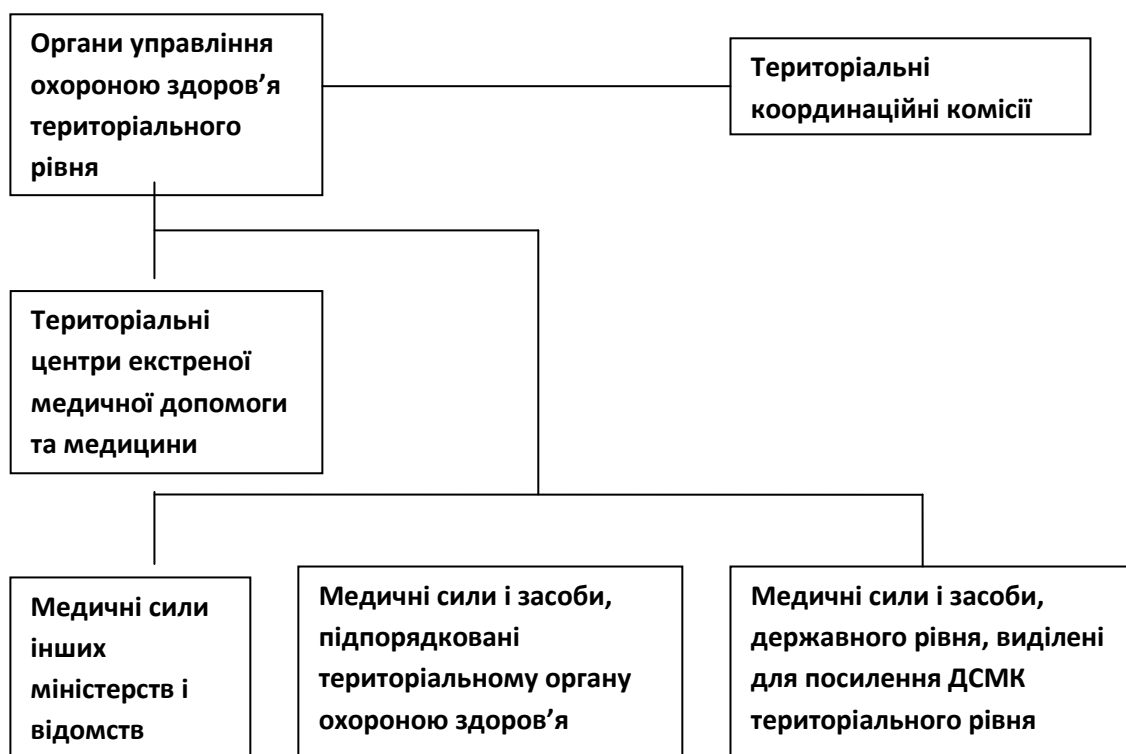 Органи управління
охороною здоров’я
територіального
рівня
Територіальні
координаційні комісії
Територіальні
центри екстреної
медичної допомоги
та медицини
Медичні сили
інших
міністерств і
відомств
Медичні сили і засоби,
підпорядковані
територіальному органу
охороною здоров’я
Медичні сили і засоби,
державного рівня, виділені
для посилення ДСМК
територіального рівня